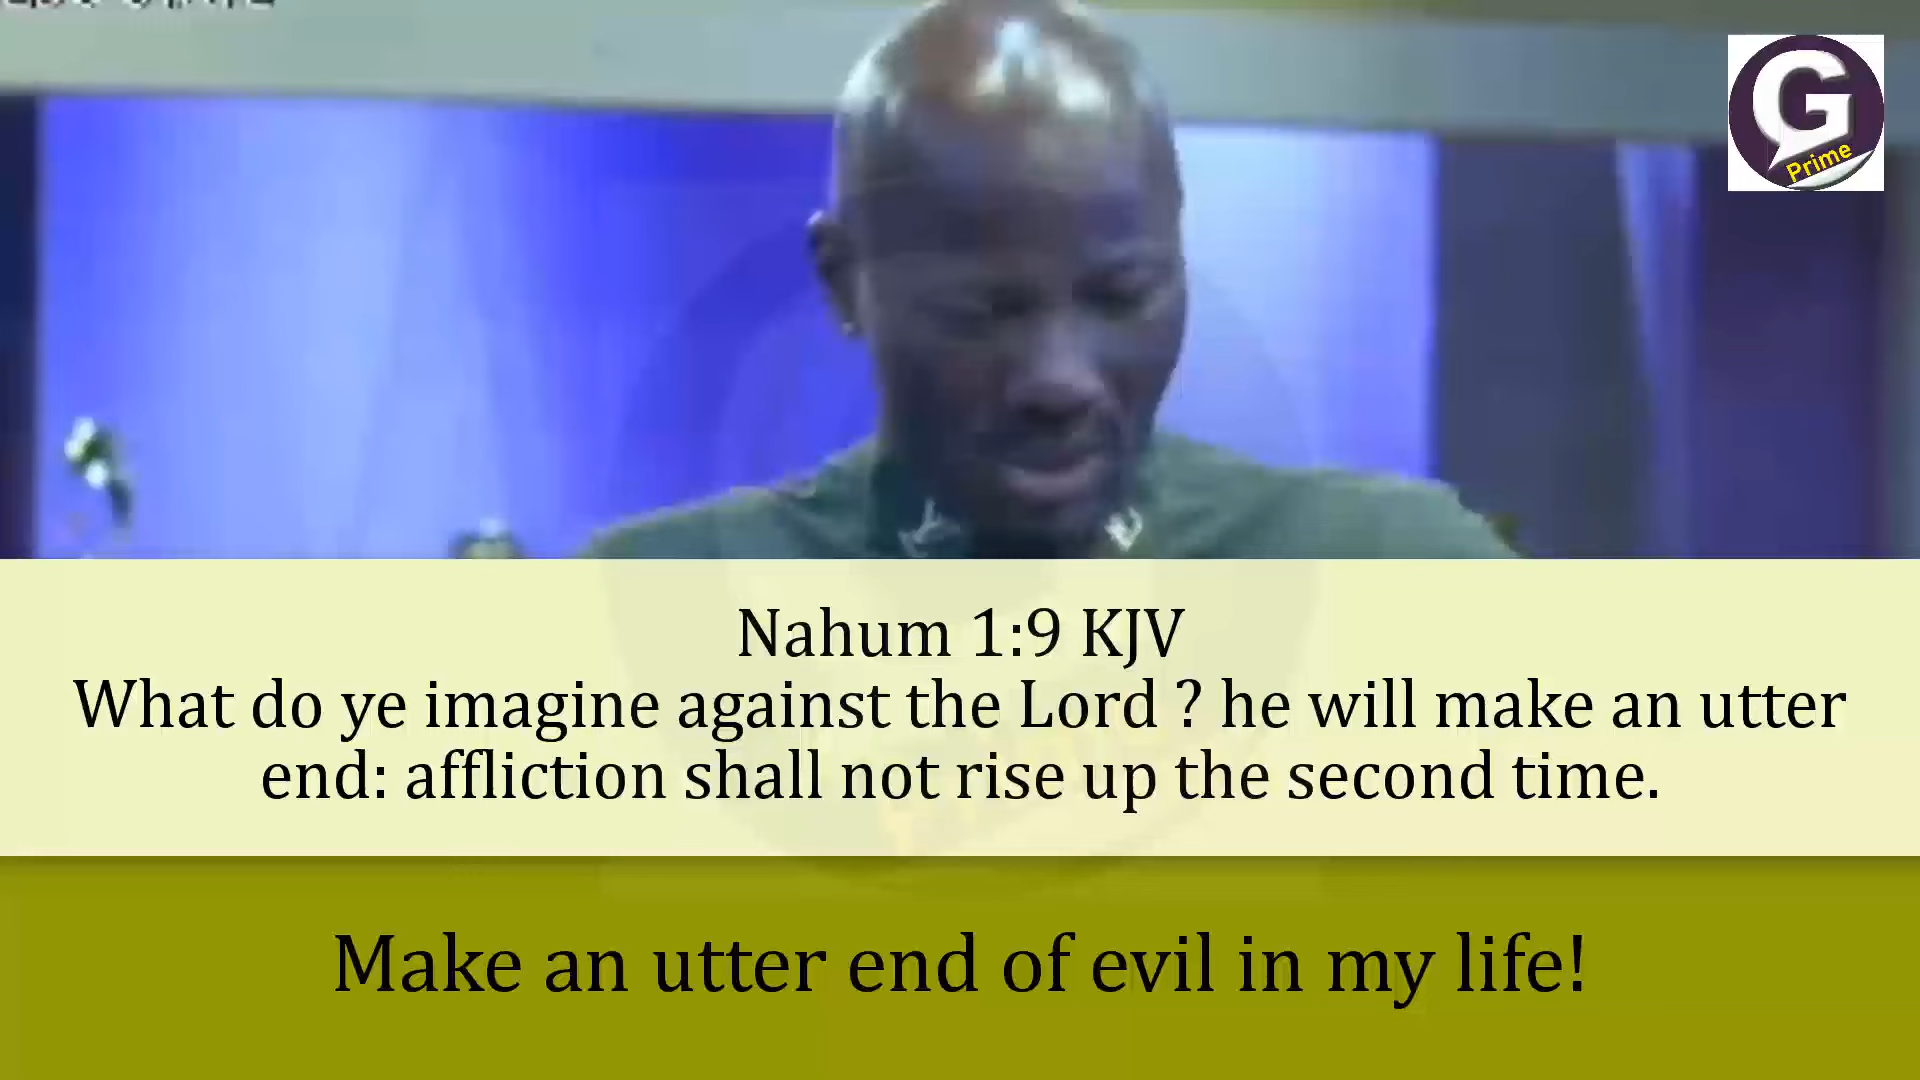 G
Prime
Nahum 1:9 KJV
What do ye imagine against the Lord ? he will make an utter
end: affliction shall not rise up the second time.
Make an utter end of evil in my life!